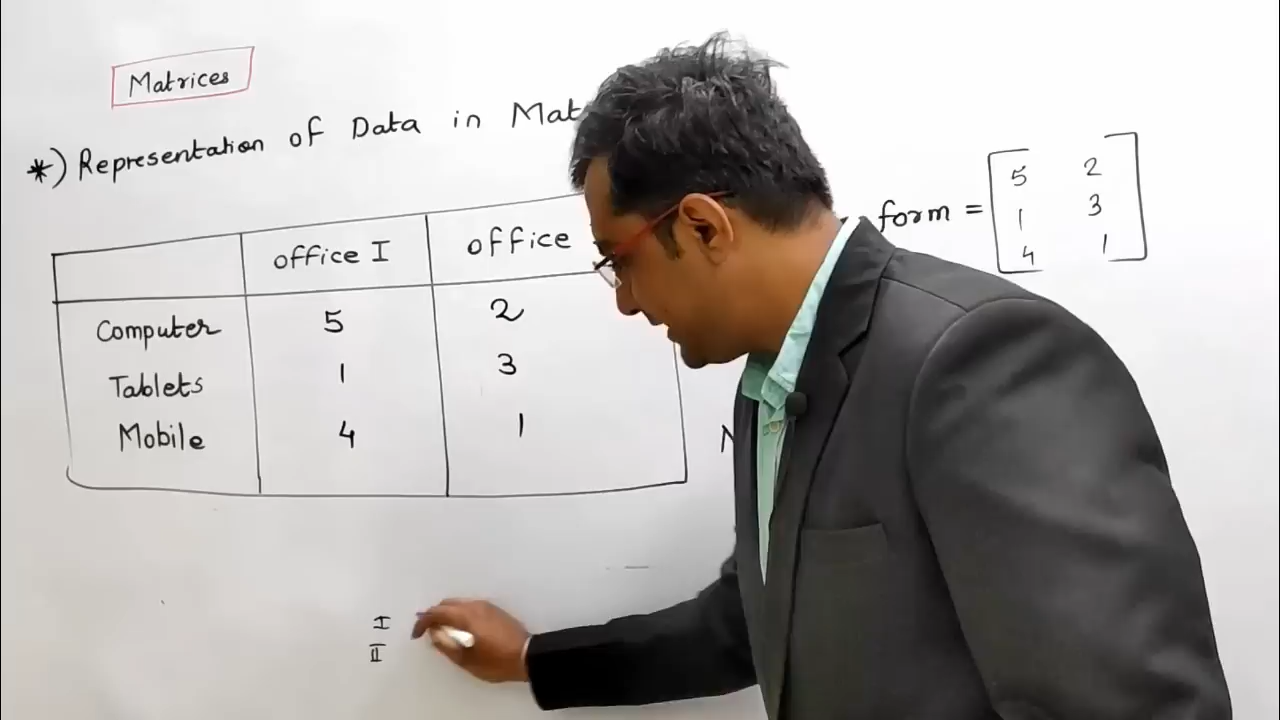 Matrices
*) Representation of Data in Mat
office I office
Computer 5 2
Tablets 1 3
Mobile 4 1
form = [ 5 2
1 3
4 1 ]
I
II